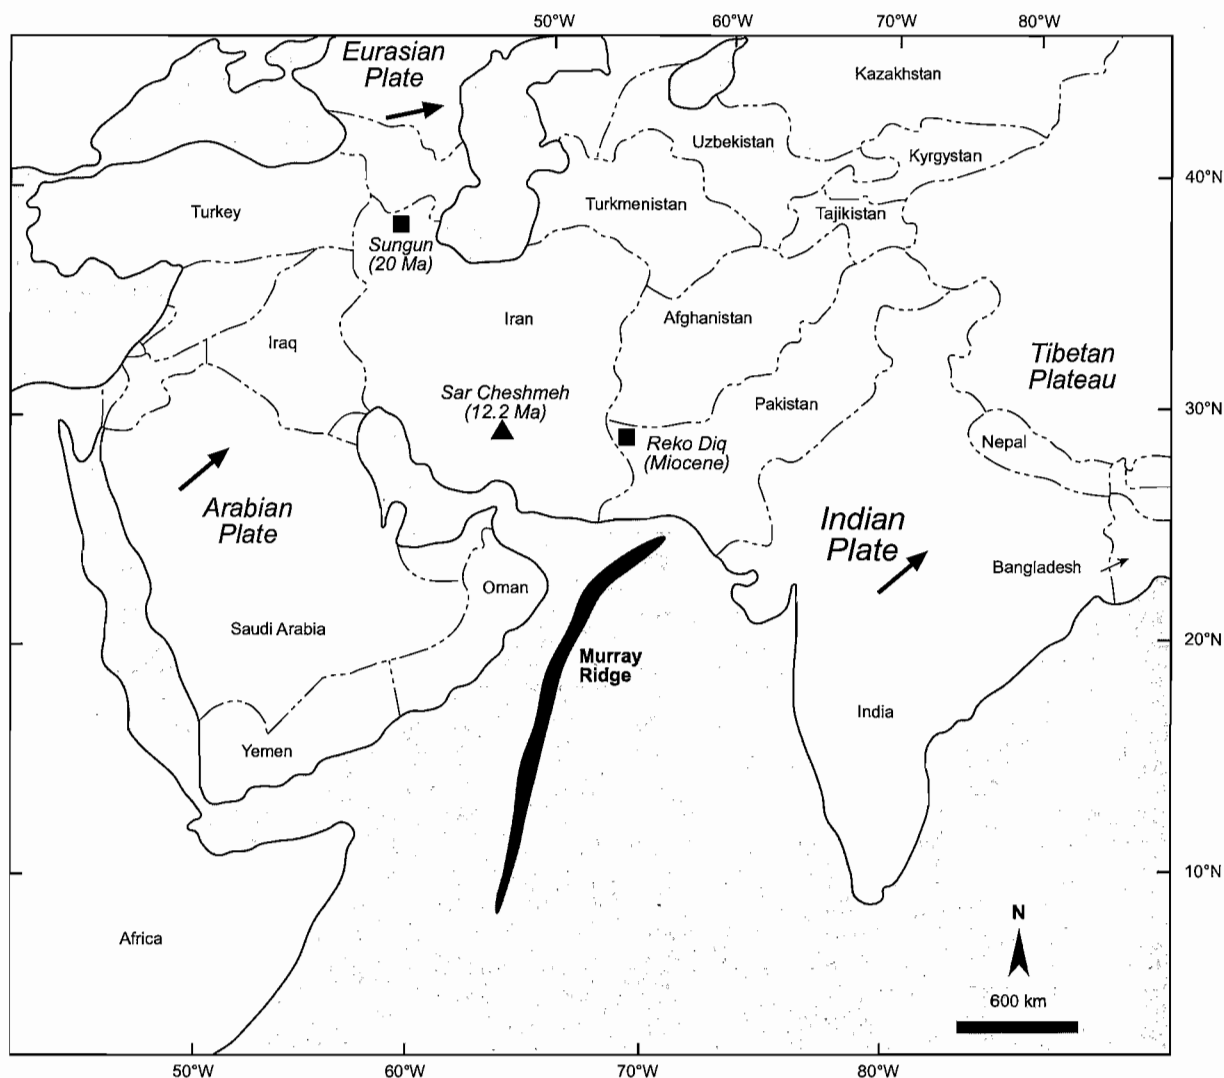 50°W 60°W 70°W 80°W
Eurasian
Plate
Kazakhstan
Uzbekistan
Kyrgystan
40°N
Turkey
Turkmenistan
Tajikistan
Sungun
(20 Ma)
Iran
Afghanistan
Iraq
Tibetan
Plateau
Sar Cheshmeh
(12.2 Ma)
Pakistan
30°N
Reko Diq
(Miocene)
Nepal
Arabian
Plate
Indian
Plate
Bangladesh
Oman
Saudi Arabia
20°N
Murray
Ridge
India
Yemen
10°N
N
Africa
600 km
50°W 60°W 70°W 80°W